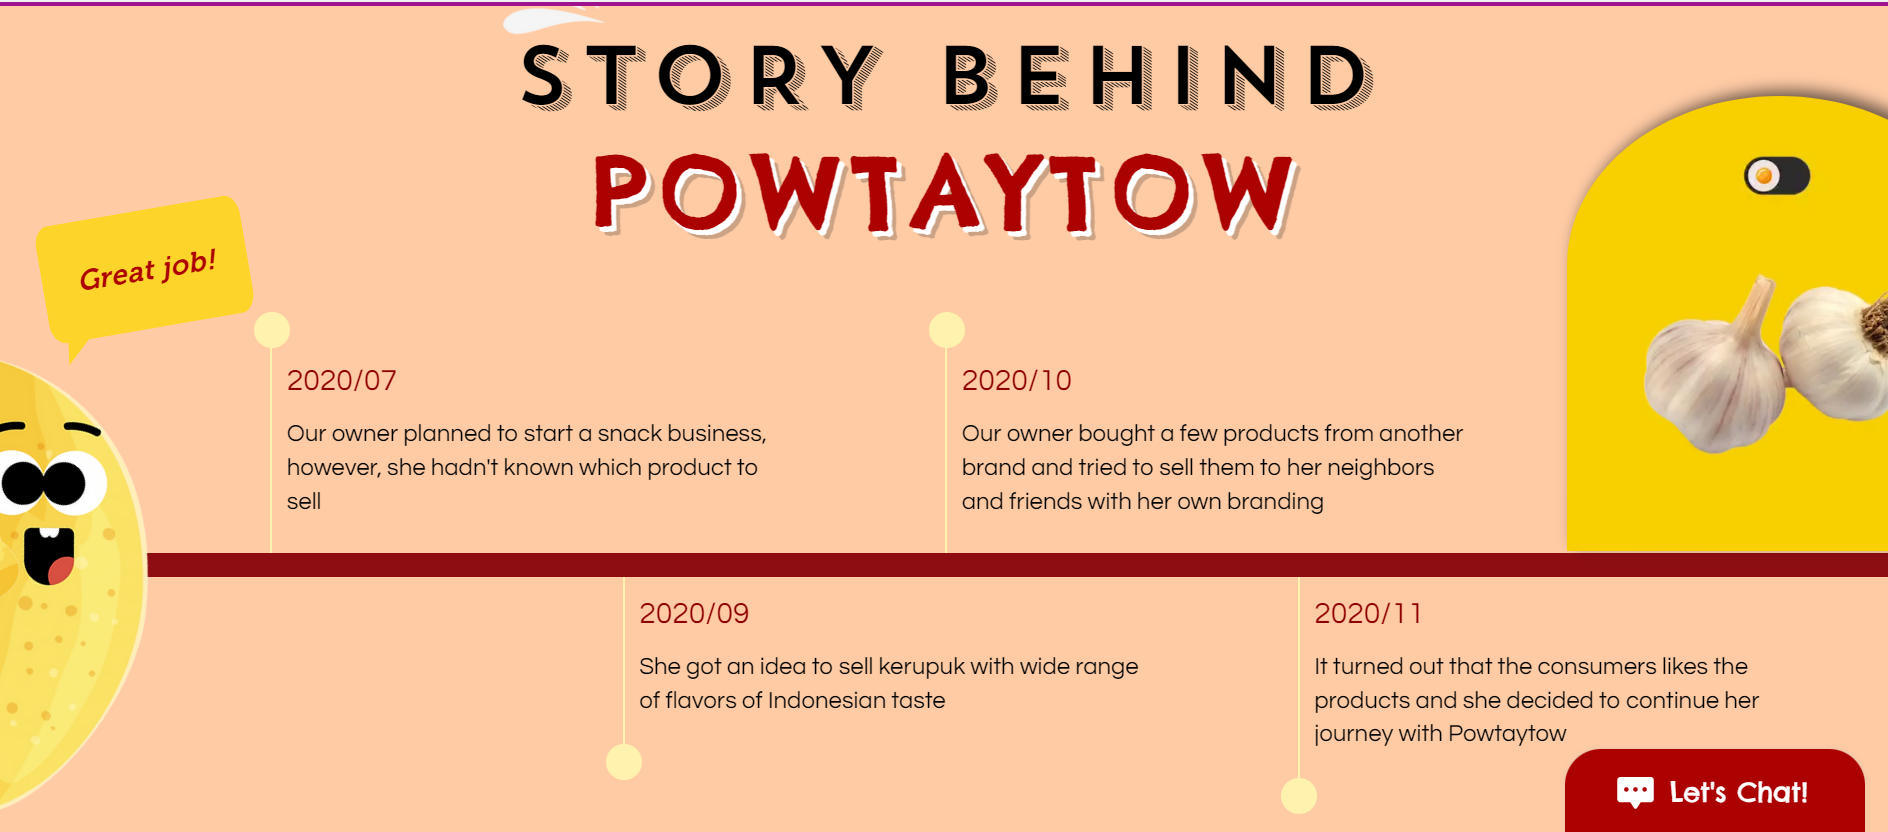 STORY BEHIND
POWTAYTOW
Great job!
2020/07
Our owner planned to start a snack business,
however, she hadn't known which product to
sell
2020/09
She got an idea to sell kerupuk with wide range
of flavors of Indonesian taste
2020/10
Our owner bought a few products from another
brand and tried to sell them to her neighbors
and friends with her own branding
2020/11
It turned out that the consumers likes the
products and she decided to continue her
journey with Powtaytow
Let's Chat!